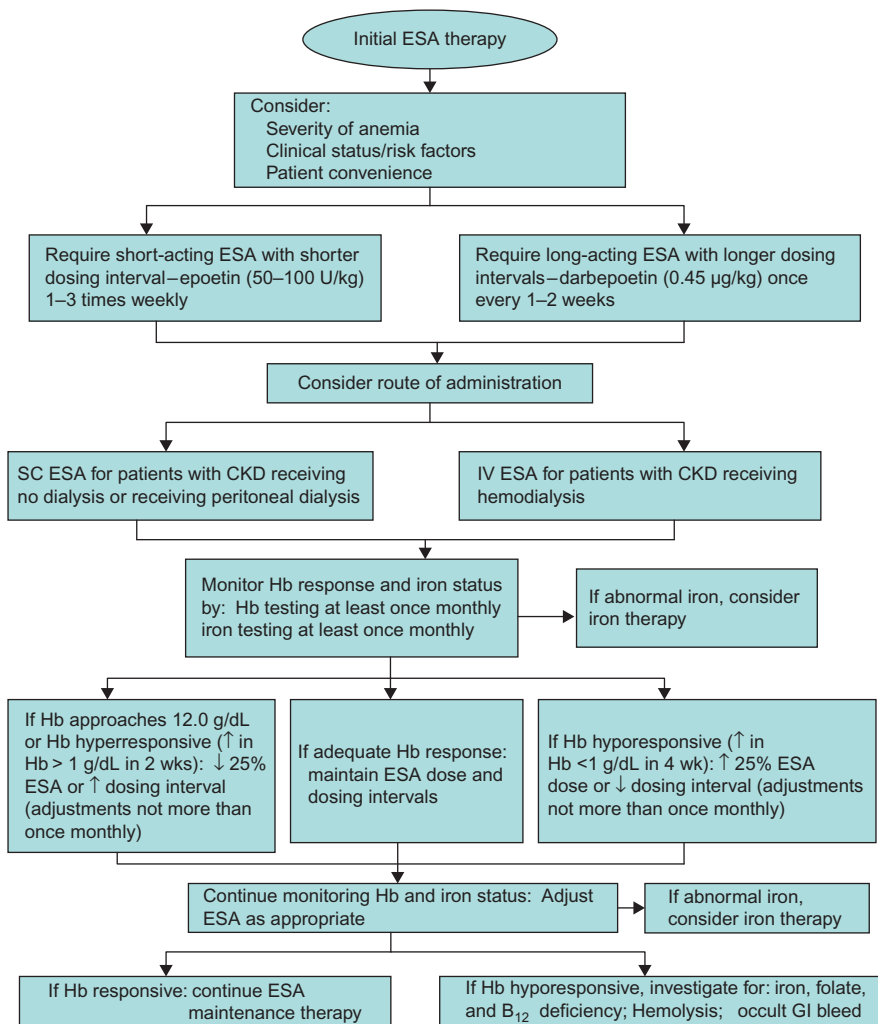 Initial ESA therapy
Consider:
Severity of anemia
Clinical status/risk factors
Patient convenience
Require short-acting ESA with shorter
dosing interval–epoetin (50–100 U/kg)
1–3 times weekly
Require long-acting ESA with longer dosing
intervals–darbepoetin (0.45 µg/kg) once
every 1–2 weeks
Consider route of administration
SC ESA for patients with CKD receiving
no dialysis or receiving peritoneal dialysis
IV ESA for patients with CKD receiving
hemodialysis
Monitor Hb response and iron status
by: Hb testing at least once monthly
iron testing at least once monthly
If abnormal iron, consider
iron therapy
If Hb approaches 12.0 g/dL
or Hb hyperresponsive (↑ in
Hb > 1 g/dL in 2 wks): ↓ 25%
ESA or ↑ dosing interval
(adjustments not more than
once monthly)
If adequate Hb response:
maintain ESA dose and
dosing intervals
If Hb hyporesponsive (↑ in
Hb <1 g/dL in 4 wk): ↑ 25% ESA
dose or ↓ dosing interval (adjustments
not more than once monthly)
Continue monitoring Hb and iron status: Adjust
ESA as appropriate
If abnormal iron,
consider iron therapy
If Hb responsive: continue ESA
maintenance therapy
If Hb hyporesponsive, investigate for: iron, folate,
and B₁₂ deficiency; Hemolysis; occult GI bleed